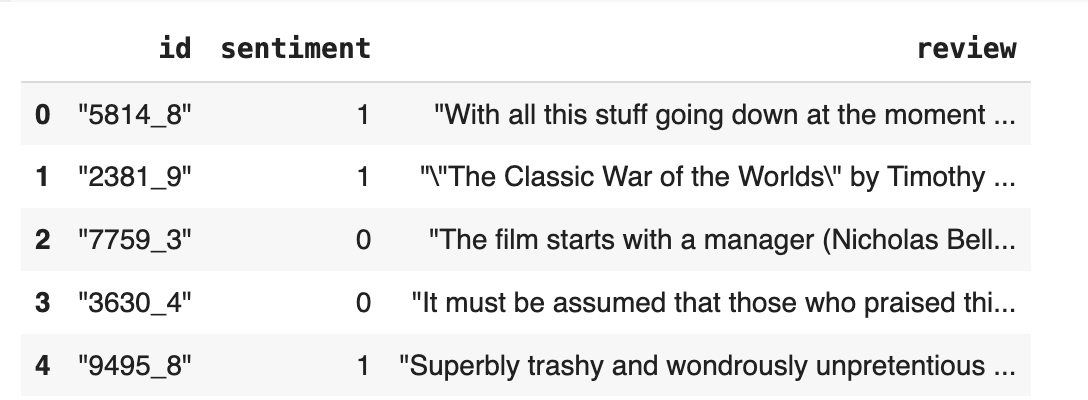 id sentiment review
0 "5814_8" 1 "With all this stuff going down at the moment ...
1 "2381_9" 1 "\"The Classic War of the Worlds\" by Timothy ...
2 "7759_3" 0 "The film starts with a manager (Nicholas Bell...
3 "3630_4" 0 "It must be assumed that those who praised thi...
4 "9495_8" 1 "Superbly trashy and wondrously unpretentious ...